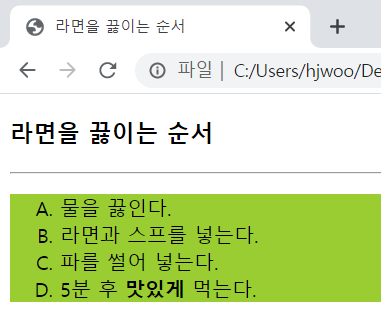 라면을 끓이는 순서
파일 | C:/Users/hjwoo/De
라면을 끓이는 순서
A. 물을 끓인다.
B. 라면과 스프를 넣는다.
C. 파를 썰어 넣는다.
D. 5분 후 맛있게 먹는다.